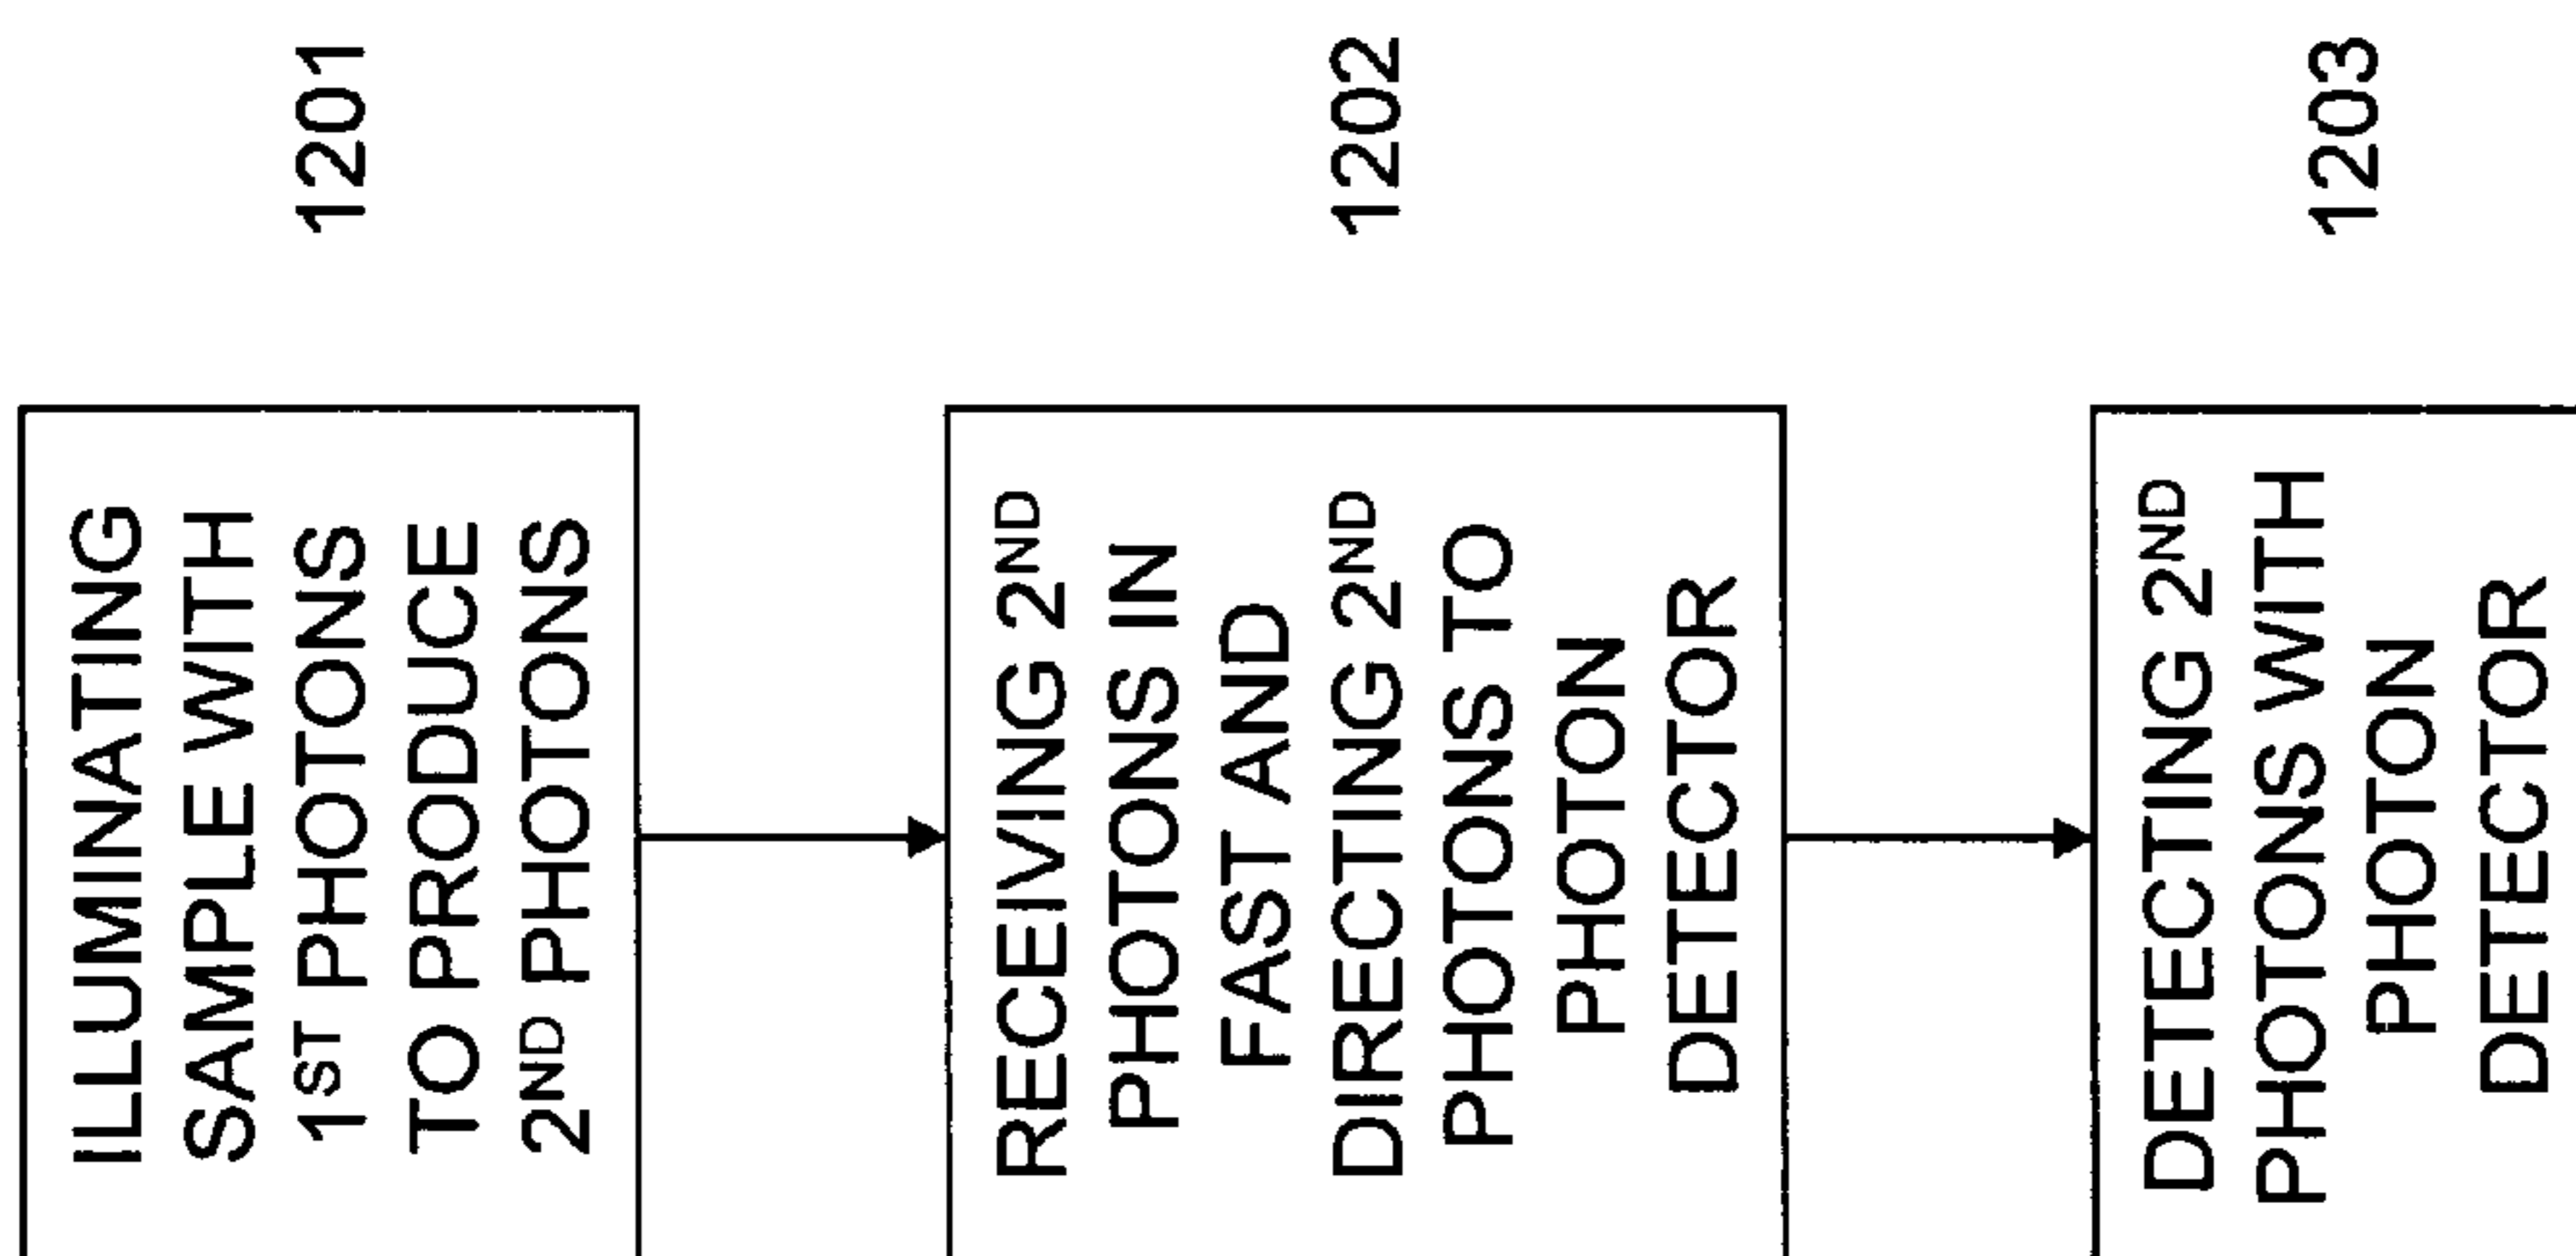 ILLUMINATING
SAMPLE WITH
1ST PHOTONS
TO PRODUCE
2ND PHOTONS
1201
RECEIVING 2ND
PHOTONS IN
FAST AND
DIRECTING 2ND
PHOTONS TO
PHOTON
DETECTOR
1202
DETECTING 2ND
PHOTONS WITH
PHOTON
DETECTOR
1203